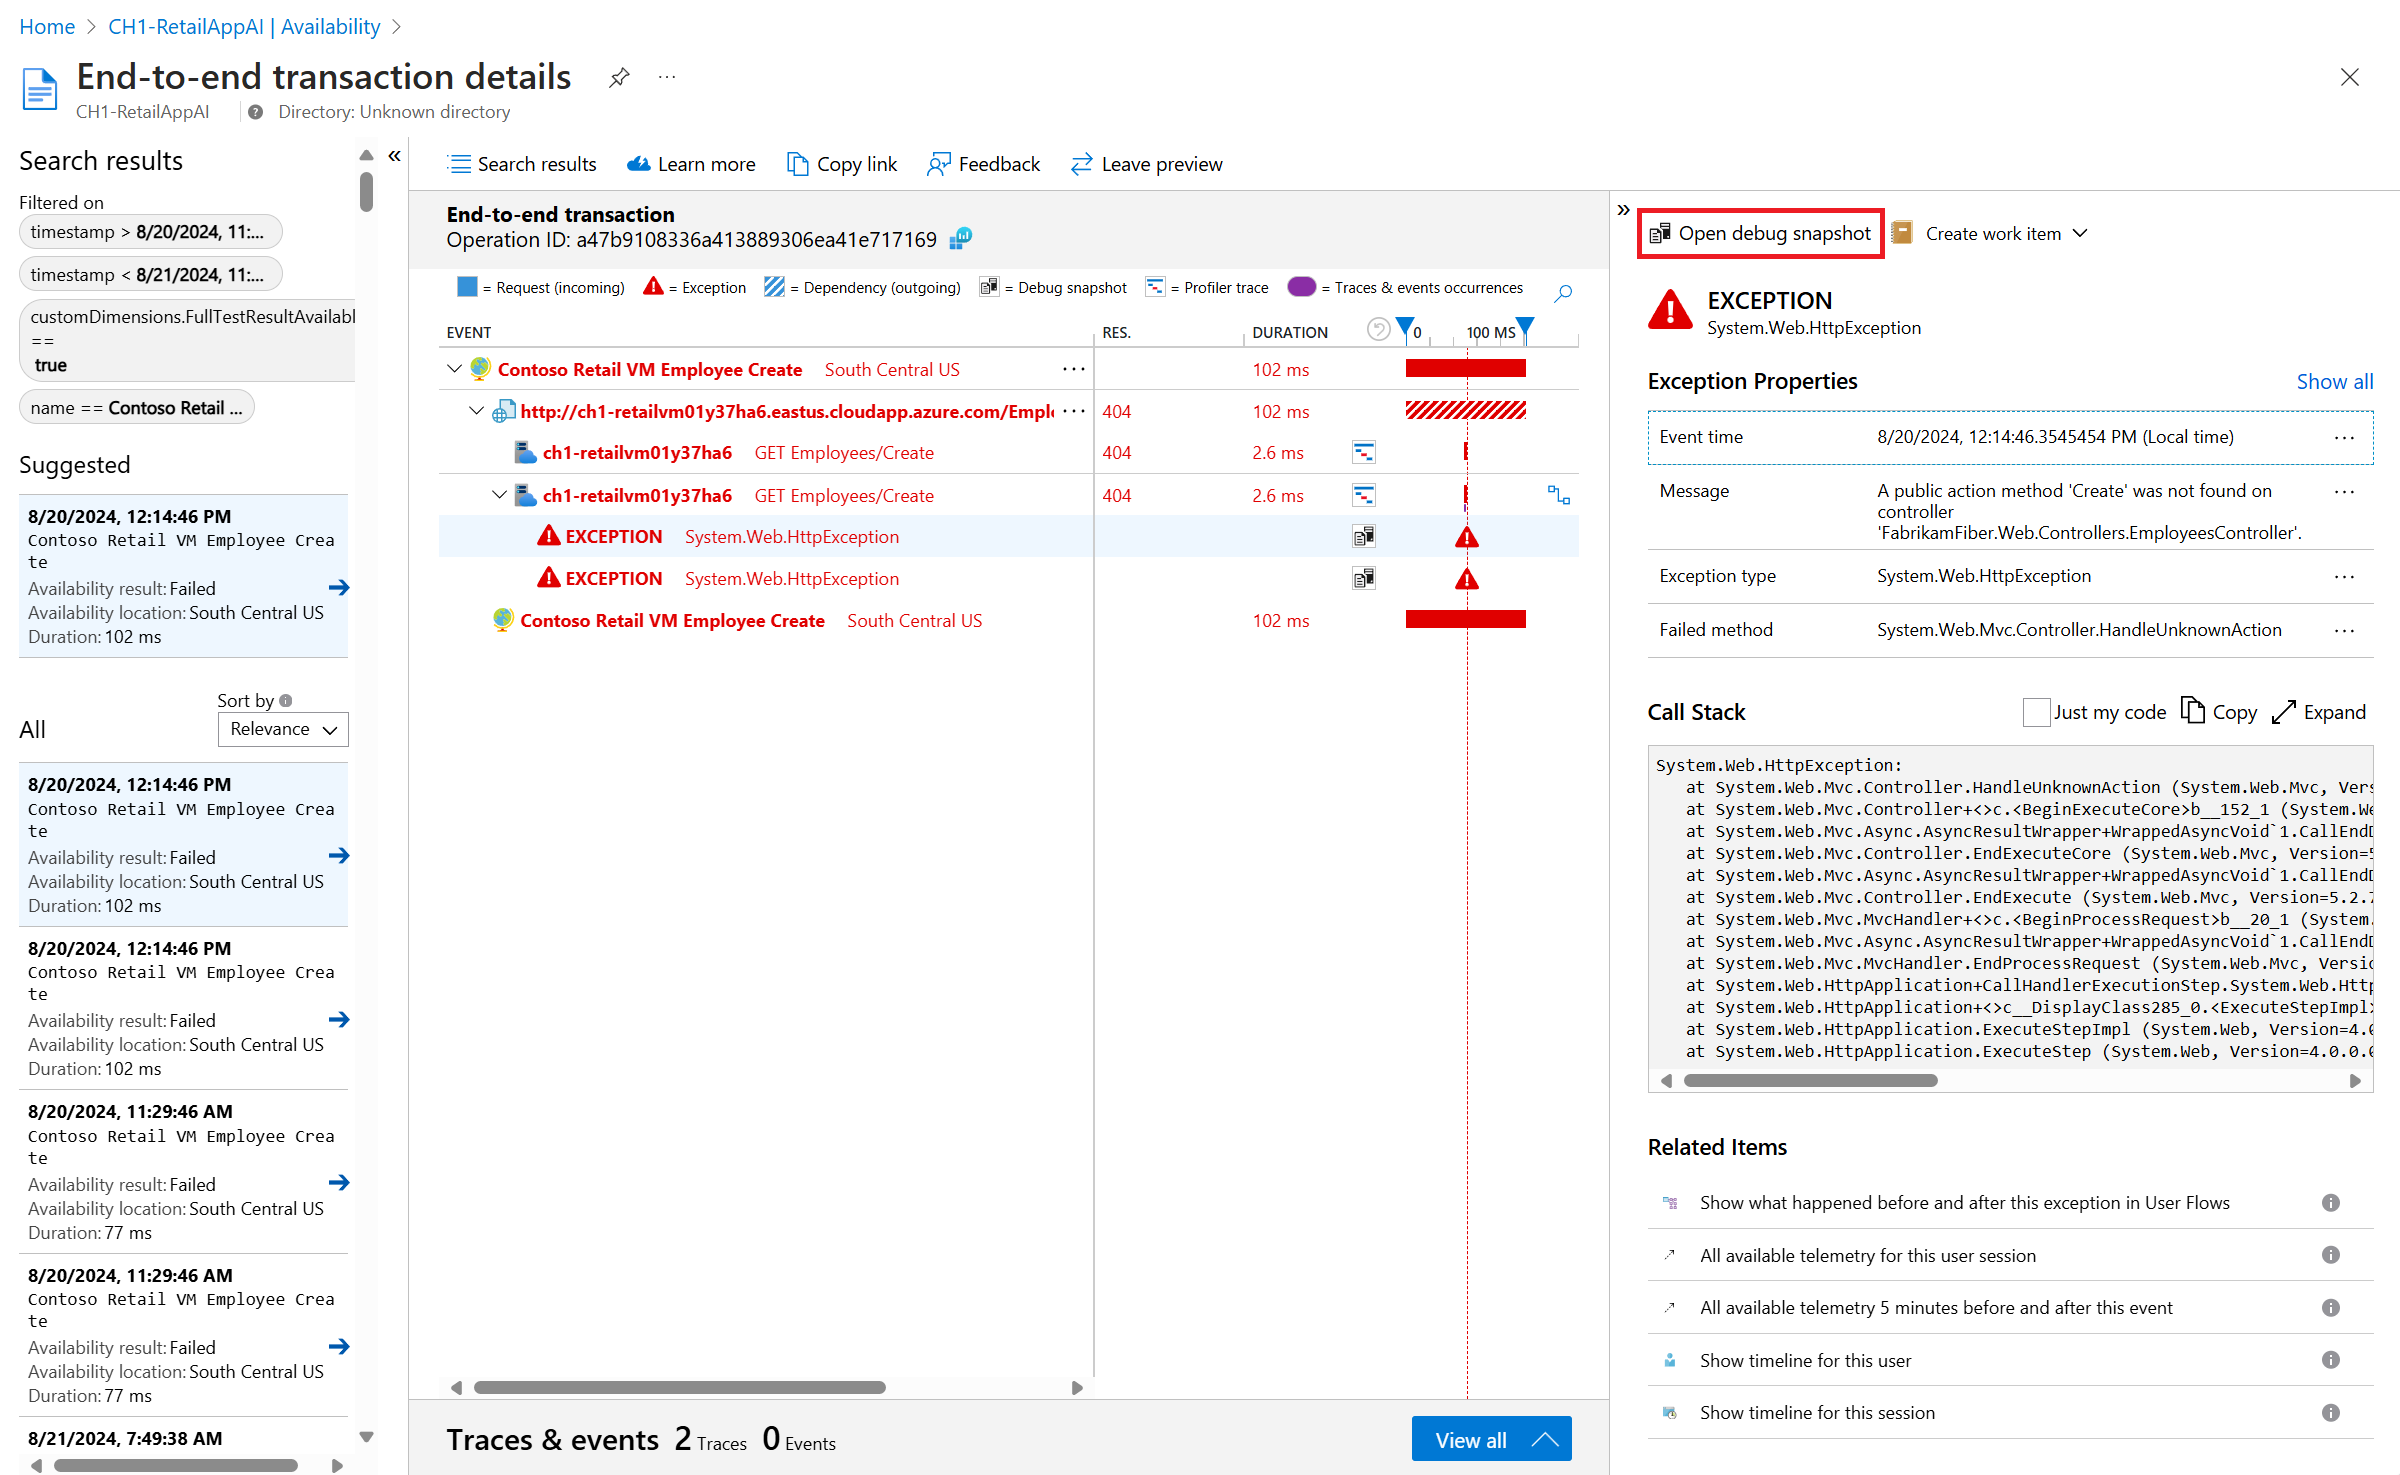 Home > CH1-RetailAppAI | Availability >
End-to-end transaction details
CH1-RetailAppAI
Directory: Unknown directory
Search results
Filtered on
timestamp > 8/20/2024, 11:...
timestamp < 8/21/2024, 11:...
customDimensions.FullTestResultAvailabl
==
true
name == Contoso Retail ...
Suggested
8/20/2024, 12:14:46 PM
Contoso Retail VM Employee Crea
te
Availability result: Failed
Availability location: South Central US
Duration: 102 ms
Sort by
All
Relevance
8/20/2024, 12:14:46 PM
Contoso Retail VM Employee Crea
te
Availability result: Failed
Availability location: South Central US
Duration: 102 ms
8/20/2024, 12:14:46 PM
Contoso Retail VM Employee Crea
te
Availability result: Failed
Availability location: South Central US
Duration: 102 ms
8/20/2024, 11:29:46 AM
Contoso Retail VM Employee Crea
te
Availability result: Failed
Availability location: South Central US
Duration: 77 ms
8/20/2024, 11:29:46 AM
Contoso Retail VM Employee Crea
te
Availability result: Failed
Availability location: South Central US
Duration: 77 ms
8/21/2024, 7:49:38 AM
Search results Learn more Copy link Feedback Leave preview
End-to-end transaction
Operation ID: a47b9108336a413889306ea41e717169
= Request (incoming) = Exception = Dependency (outgoing) = Debug snapshot = Profiler trace = Traces & events occurrences
EVENT RES. DURATION 0 100 MS
Contoso Retail VM Employee Create South Central US ... 102 ms
http://ch1-retailvm01y37ha6.eastus.cloudapp.azure.com/Empl ... 404 102 ms
ch1-retailvm01y37ha6 GET Employees/Create 404 2.6 ms
ch1-retailvm01y37ha6 GET Employees/Create 404 2.6 ms
EXCEPTION System.Web.HttpException
EXCEPTION System.Web.HttpException
Contoso Retail VM Employee Create South Central US 102 ms
Traces & events 2 Traces 0 Events
View all
Open debug snapshot Create work item
EXCEPTION
System.Web.HttpException
Exception Properties Show all
Event time 8/20/2024, 12:14:46.3545454 PM (Local time) ...
Message A public action method 'Create' was not found on ...
controller
'FabrikamFiber.Web.Controllers.EmployeesController'.
Exception type System.Web.HttpException ...
Failed method System.Web.Mvc.Controller.HandleUnknownAction ...
Call Stack Just my code Copy Expand
System.Web.HttpException:
at System.Web.Mvc.Controller.HandleUnknownAction (System.Web.Mvc, Vers
at System.Web.Mvc.Controller+<>c.<BeginExecuteCore>b__152_1 (System.We
at System.Web.Mvc.Async.AsyncResultWrapper+WrappedAsyncVoid`1.CallEndD
at System.Web.Mvc.Controller.EndExecuteCore (System.Web.Mvc, Version=5
at System.Web.Mvc.Async.AsyncResultWrapper+WrappedAsyncVoid`1.CallEndD
at System.Web.Mvc.Controller.EndExecute (System.Web.Mvc, Version=5.2.7
at System.Web.Mvc.MvcHandler+<>c.<BeginProcessRequest>b__20_1 (System.
at System.Web.Mvc.Async.AsyncResultWrapper+WrappedAsyncVoid`1.CallEndD
at System.Web.Mvc.MvcHandler.EndProcessRequest (System.Web.Mvc, Versio
at System.Web.HttpApplication+CallHandlerExecutionStep.System.Web.Http
at System.Web.HttpApplication+<>c__DisplayClass285_0.<ExecuteStepImpl>
at System.Web.HttpApplication.ExecuteStepImpl (System.Web, Version=4.0
at System.Web.HttpApplication.ExecuteStep (System.Web, Version=4.0.0.0
Related Items
Show what happened before and after this exception in User Flows
All available telemetry for this user session
All available telemetry 5 minutes before and after this event
Show timeline for this user
Show timeline for this session